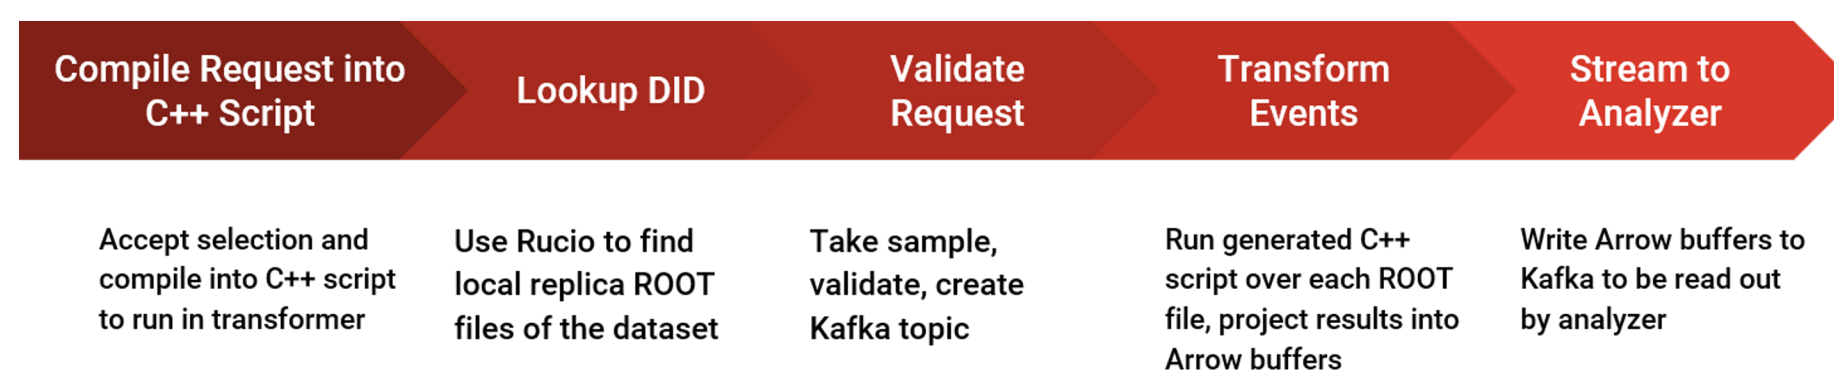 Compile Request into
C++ Script
Lookup DID
Validate
Request
Transform
Events
Stream to
Analyzer
Accept selection and
compile into C++ script
to run in transformer
Use Rucio to find
local replica ROOT
files of the dataset
Take sample,
validate, create
Kafka topic
Run generated C++
script over each ROOT
file, project results into
Arrow buffers
Write Arrow buffers to
Kafka to be read out
by analyzer